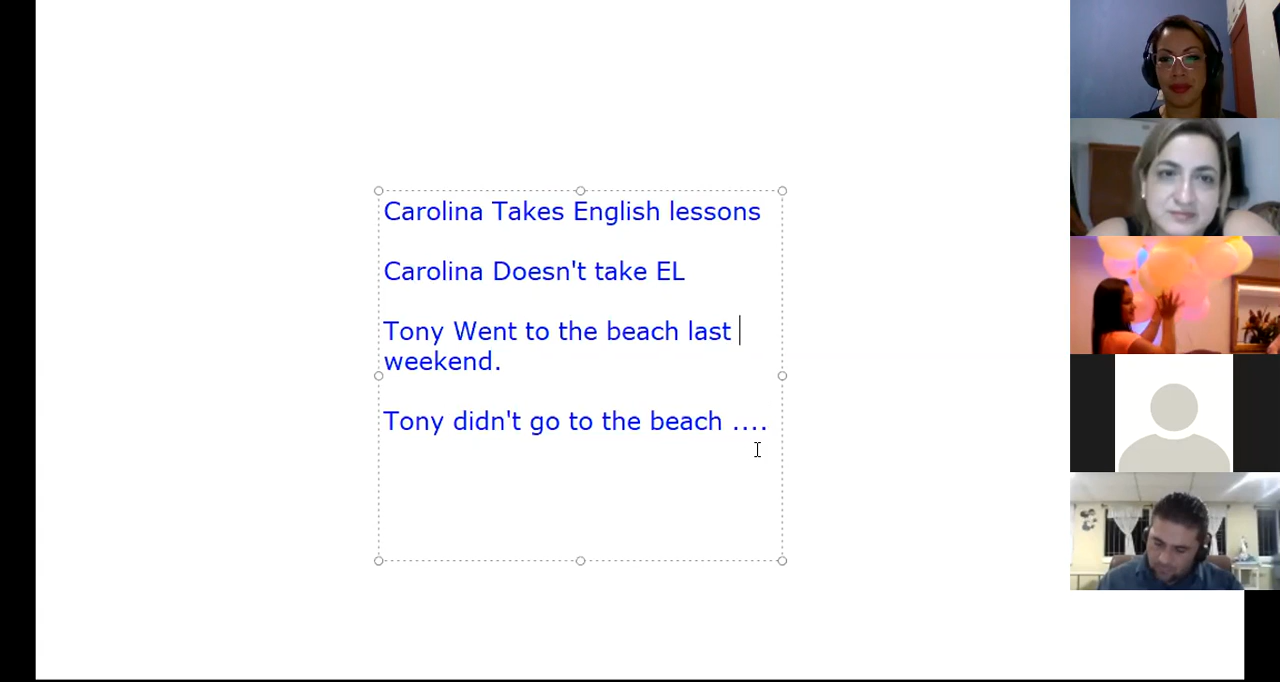 Carolina Takes English lessons
Carolina Doesn't take EL
Tony Went to the beach last
weekend.
Tony didn't go to the beach ....